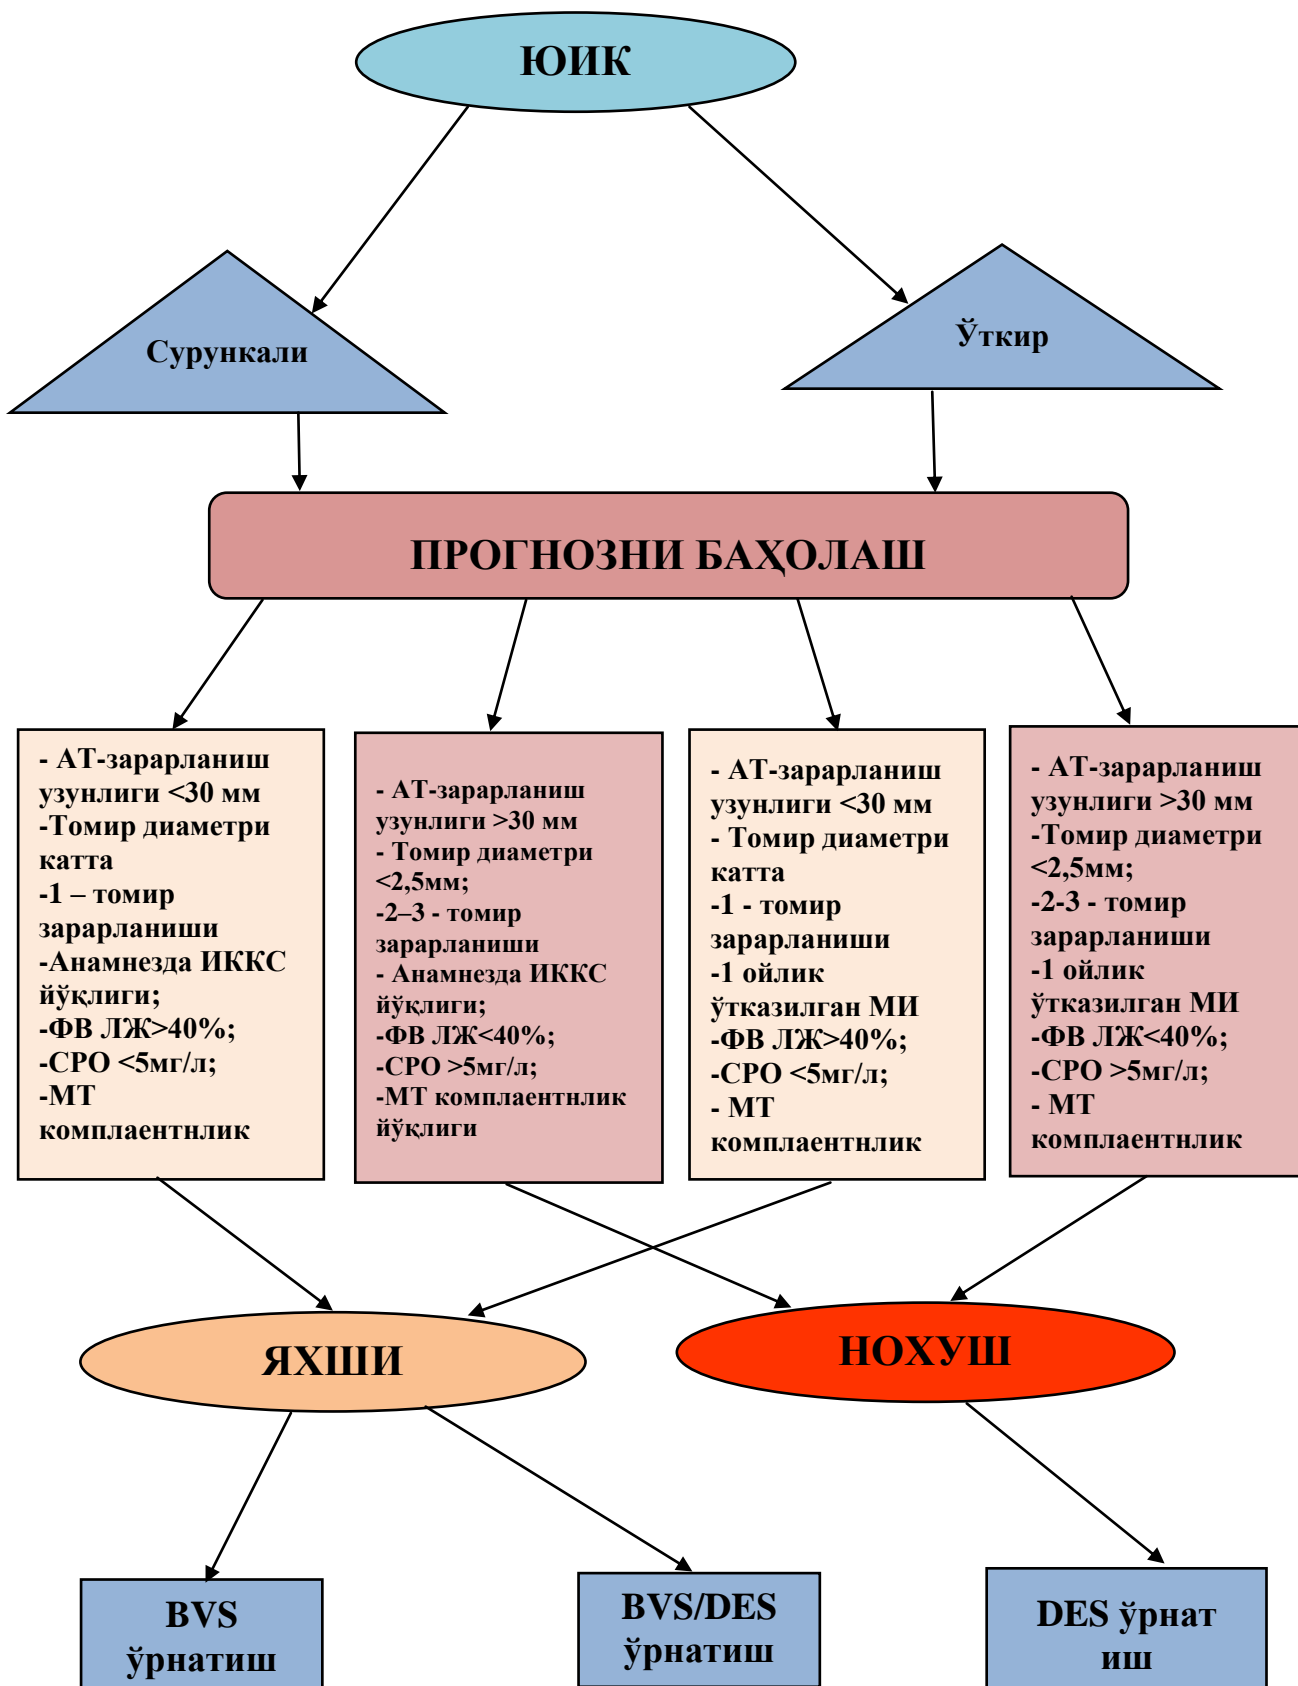 ЮИК
Сурункали
Ўткир
ПРОГНОЗНИ БАҲОЛАШ
- АТ-зарарланиш
узунлиги <30 мм
-Томир диаметри
катта
-1 – томир
зарарланиши
-Анамнезда ИККС
йўқлиги;
-ФВ ЛЖ>40%;
-СРО <5мг/л;
-МТ
комплаентнлик
- АТ-зарарланиш
узунлиги >30 мм
- Томир диаметри
<2,5мм;
-2–3 - томир
зарарланиши
- Анамнезда ИККС
йўқлиги;
-ФВ ЛЖ<40%;
-СРО >5мг/л;
-МТ комплаентнлик
йўқлиги
- АТ-зарарланиш
узунлиги <30 мм
- Томир диаметри
катта
-1 - томир
зарарланиши
-1 ойлик
ўтказилган МИ
-ФВ ЛЖ>40%;
-СРО <5мг/л;
- МТ
комплаентнлик
- АТ-зарарланиш
узунлиги >30 мм
-Томир диаметри
<2,5мм;
-2-3 - томир
зарарланиши
-1 ойлик
ўтказилган МИ
-ФВ ЛЖ<40%;
-СРО >5мг/л;
- МТ
комплаентнлик
ЯХШИ
НОХУШ
BVS
ўрнатиш
BVS/DES
ўрнатиш
DES ўрнат
иш